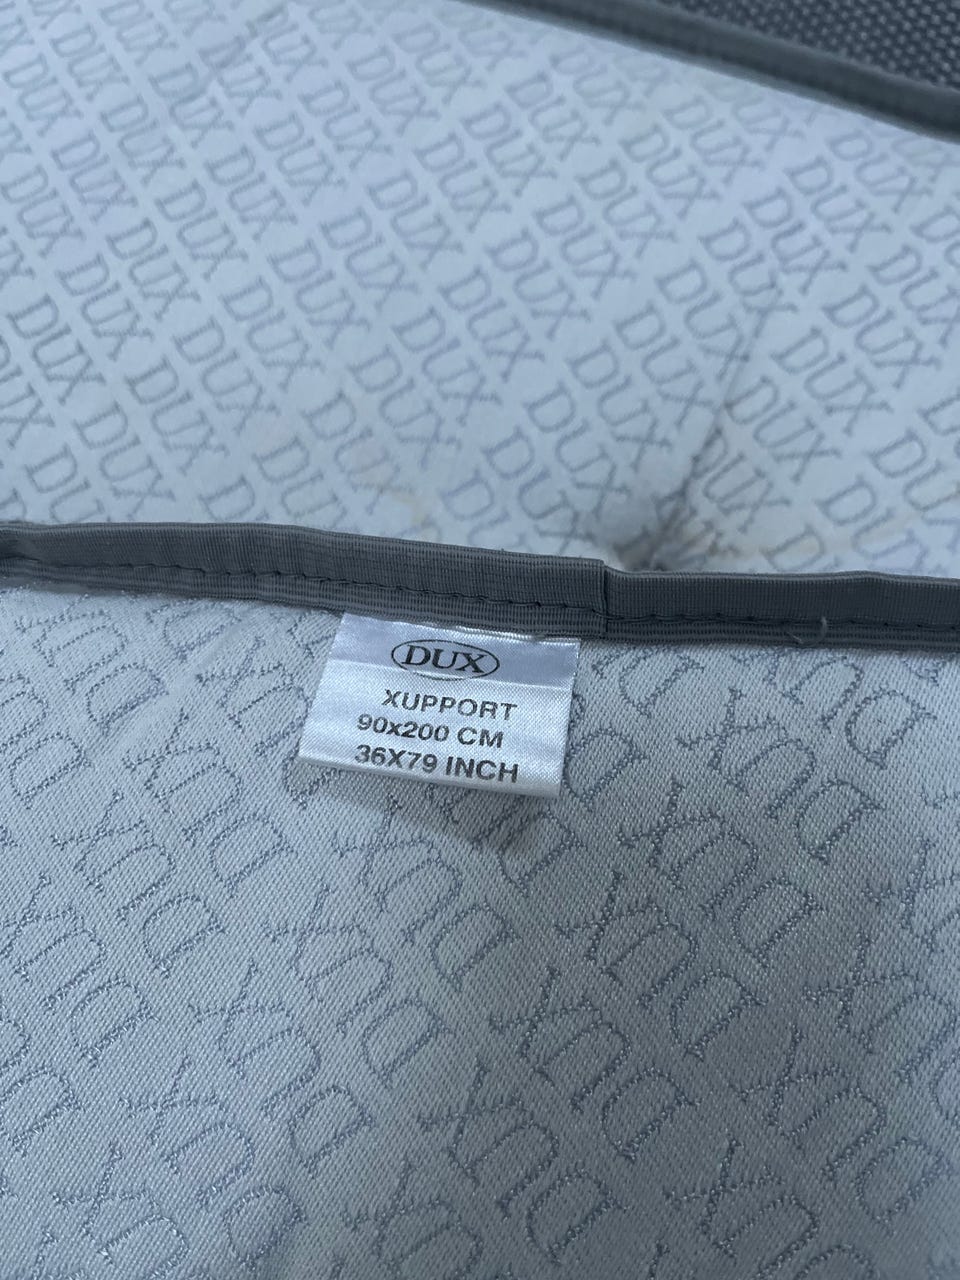 DUX
XUPPORT
90x200 CM
36X79 INCH